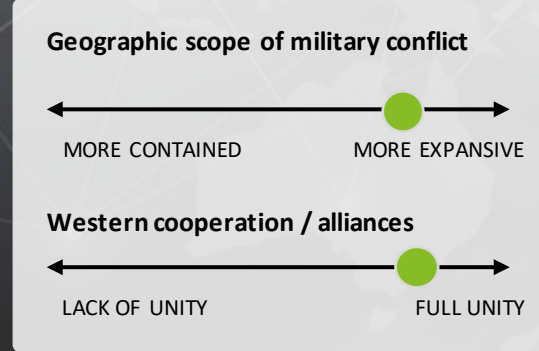 Geographic scope of military conflict
MORE CONTAINED MORE EXPANSIVE
Western cooperation / alliances
LACK OF UNITY FULL UNITY